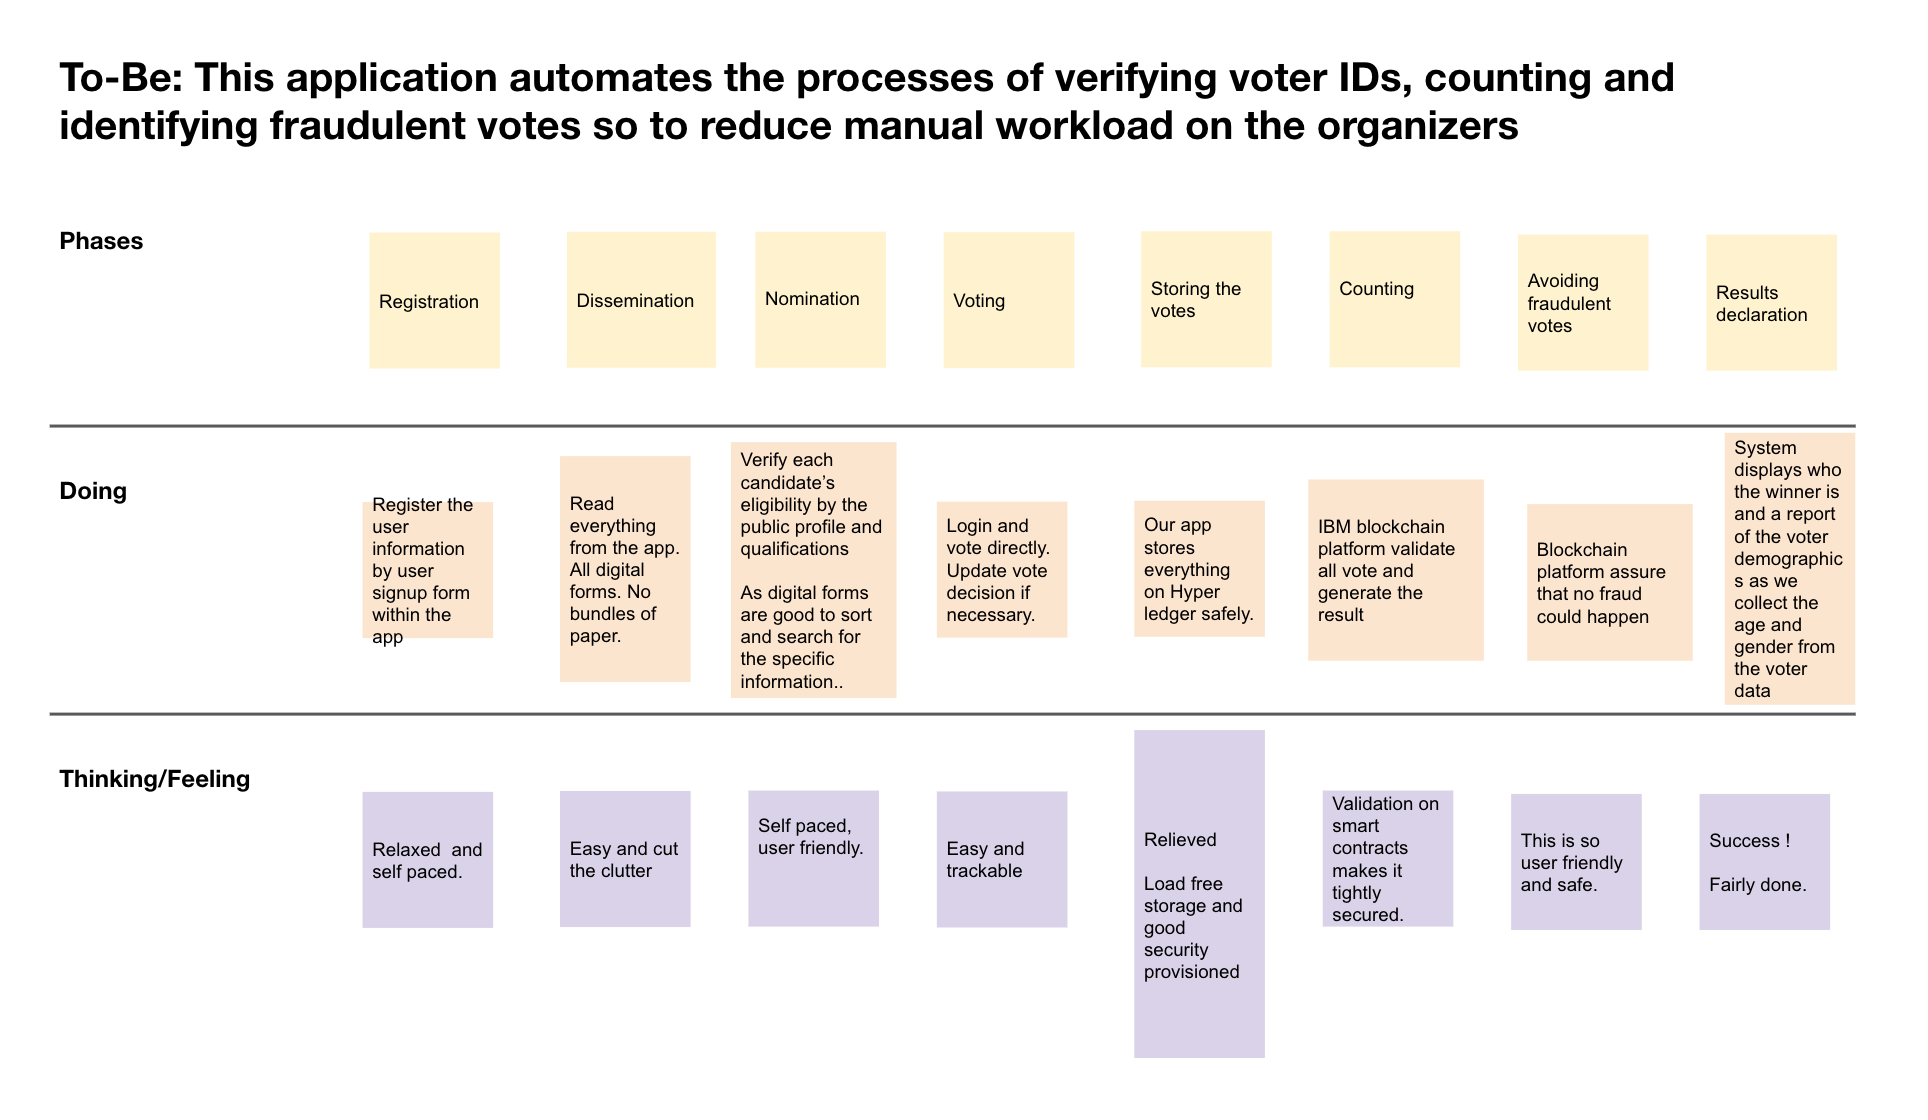 To-Be: This application automates the processes of verifying voter IDs, counting and
identifying fraudulent votes so to reduce manual workload on the organizers
Phases
Registration
Dissemination
Nomination
Voting
Storing the
votes
Counting
Avoiding
fraudulent
votes
Results
declaration
Doing
Register the
user
information
by user
signup form
within the
app
Read
everything
from the app.
All digital
forms. No
bundles of
paper.
Verify each
candidate’s
eligibility by the
public profile and
qualifications
As digital forms
are good to sort
and search for
the specific
information..
Login and
vote directly.
Update vote
decision if
necessary.
Our app
stores
everything
on Hyper
ledger safely.
IBM blockchain
platform validate
all vote and
generate the
result
Blockchain
platform assure
that no fraud
could happen
System
displays who
the winner is
and a report
of the voter
demographic
s as we
collect the
age and
gender from
the voter
data
Thinking/Feeling
Relaxed  and
self paced.
Easy and cut
the clutter
Self paced,
user friendly.
Easy and
trackable
Relieved
Load free
storage and
good
security
provisioned
Validation on
smart
contracts
makes it
tightly
secured.
This is so
user friendly
and safe.
Success !
Fairly done.